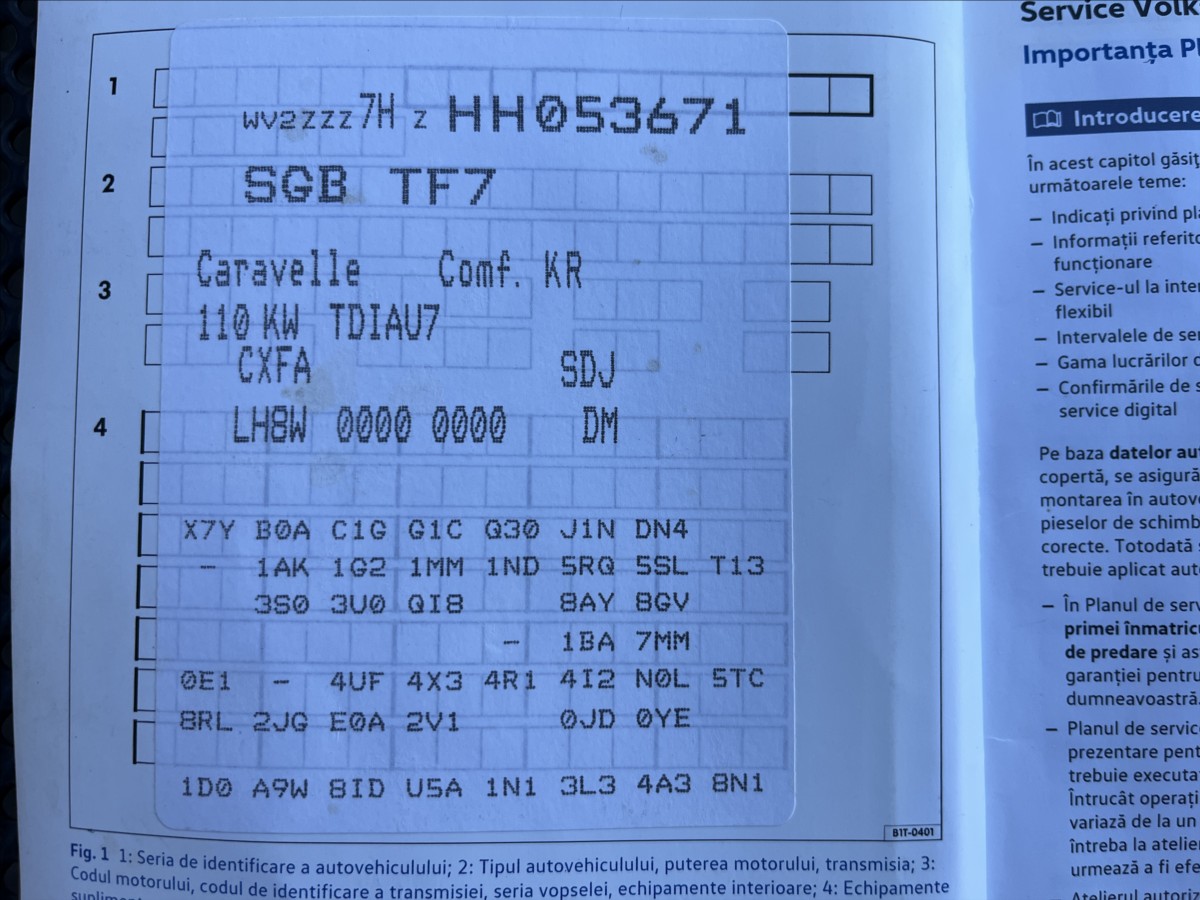 1
WV2ZZZ7H Z HH053671
2
SGB TF7
Caravelle Comf. KR
3
110 KW TDIAU7
CXFA SDJ
4
LH8W 0000 0000 DM
X7Y B0A C1G G1C Q30 J1N DN4
- 1AK 1G2 1MM 1ND 5RQ 5SL T13
3S0 3U0 QI8 - 8AY 8GV
- 1BA 7MM
0E1 - 4UF 4X3 4R1 4I2 N0L 5TC
8RL 2JG E0A 2V1 0JD 0YE
1D0 A9W 8ID U5A 1N1 3L3 4A3 8N1
B1T-0401
Fig. 1 1: Seria de identificare a autovehiculului; 2: Tipul autovehiculului, puterea motorului, transmisia; 3:
Codul motorului, codul de identificare a transmisiei, seria vopselei, echipamente interioare; 4: Echipamente
Service Volk
Importanța Pl
Introducere
În acest capitol găsiț
următoarele teme:
– Indicați privind pl
– Informații referito
funcționare
– Service-ul la inter
flexibil
– Intervalele de ser
– Gama lucrărilor d
– Confirmările de s
service digital
Pe baza datelor au
copertă, se asigură
montarea în autov
pieselor de schimb
corecte. Totodată
trebuie aplicat aut
– În Planul de serv
primei înmatricu
de predare și as
garanției pentru
dumneavoastră.
– Planul de servic
prezentare pent
trebuie executa
Întrucât operați
variază de la un
întreba la atelier
urmează a fi efe
Atelierul autoriz